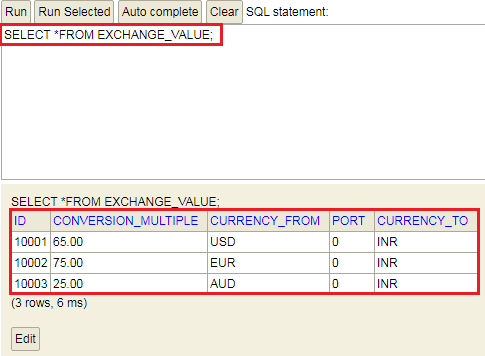 Run Run Selected Auto complete Clear SQL statement:
SELECT *FROM EXCHANGE_VALUE;
SELECT *FROM EXCHANGE_VALUE;
ID CONVERSION_MULTIPLE CURRENCY_FROM PORT CURRENCY_TO
10001 65.00 USD 0 INR
10002 75.00 EUR 0 INR
10003 25.00 AUD 0 INR
(3 rows, 6 ms)
Edit